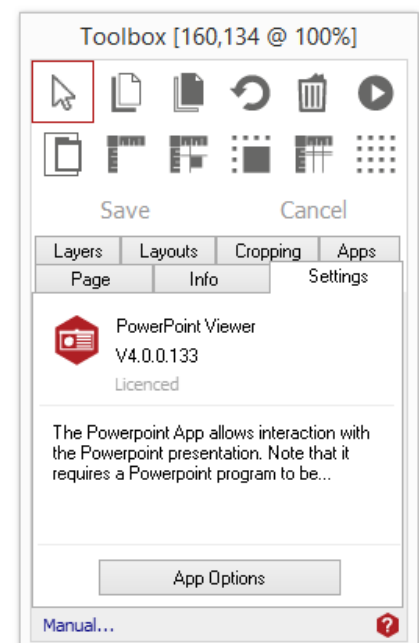 Toolbox [160,134 @ 100%]
Save Cancel
Layers Layouts Cropping Apps
Page Info Settings
PowerPoint Viewer
V4.0.0.133
Licenced
The Powerpoint App allows interaction with
the Powerpoint presentation. Note that it
requires a Powerpoint program to be...
App Options
Manual... ?